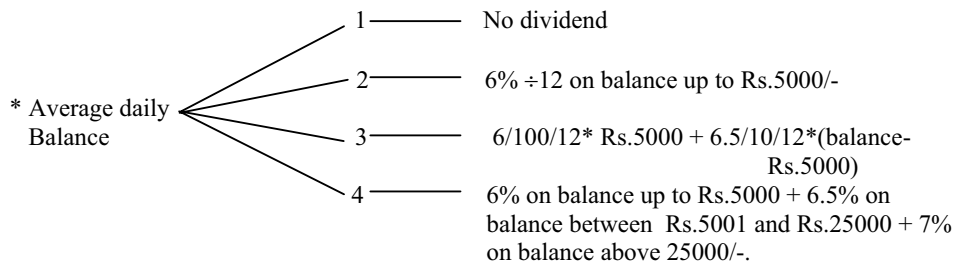 1 No dividend
2 6% ÷12 on balance up to Rs.5000/-
* Average daily
Balance
3 6/100/12* Rs.5000 + 6.5/10/12*(balance-
Rs.5000)
4 6% on balance up to Rs.5000 + 6.5% on
balance between Rs.5001 and Rs.25000 + 7%
on balance above 25000/-.